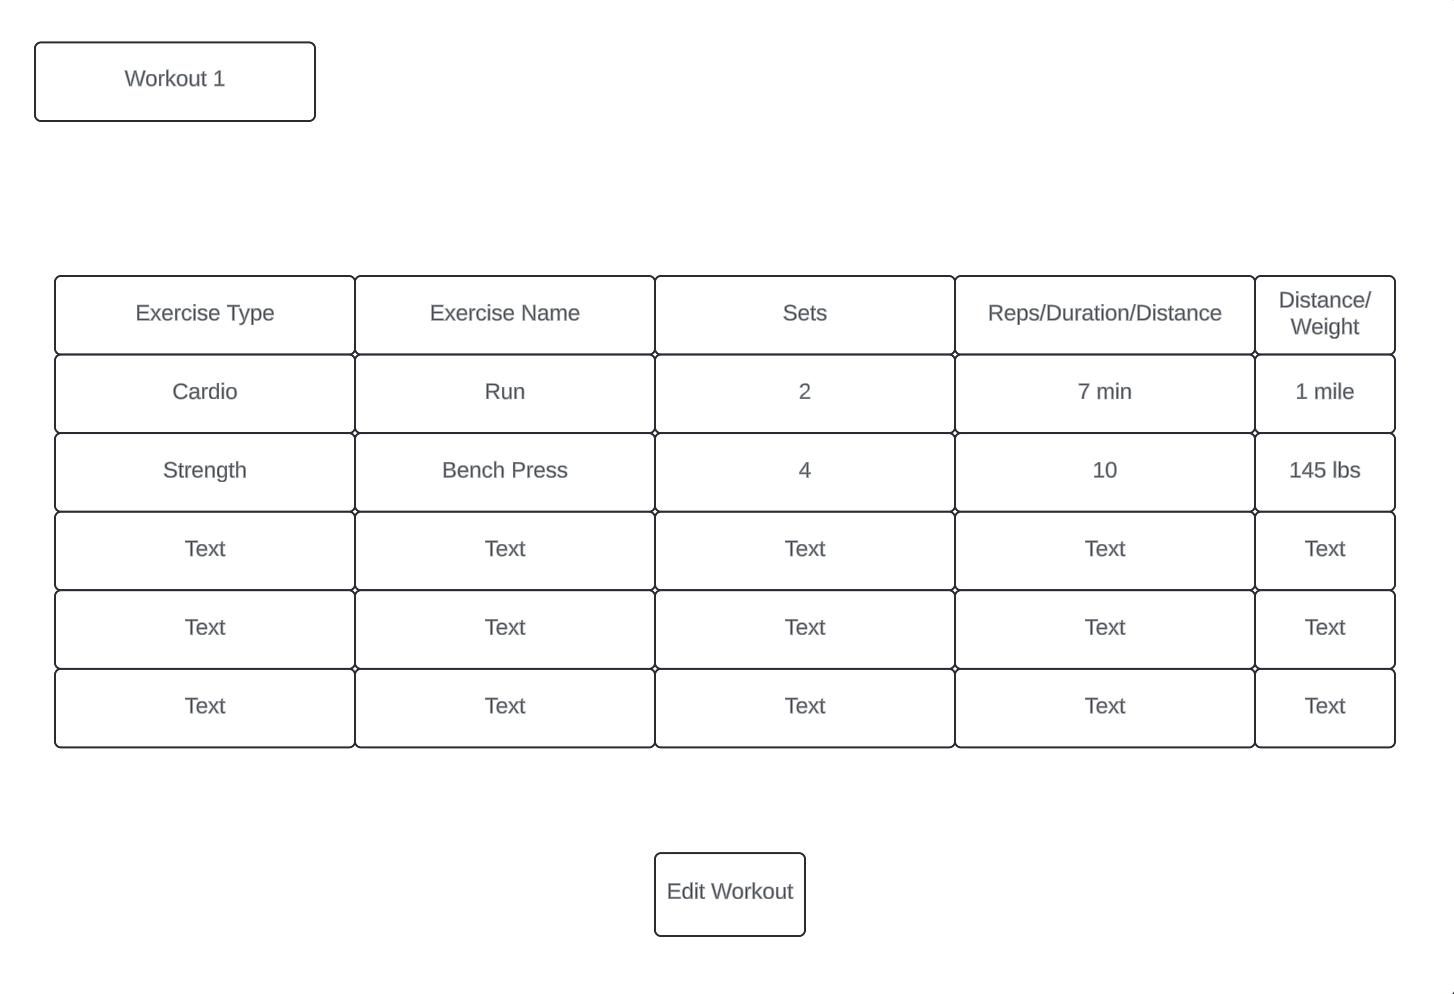 Workout 1
Exercise Type Exercise Name Sets Reps/Duration/Distance Distance/
Weight
Cardio Run 2 7 min 1 mile
Strength Bench Press 4 10 145 lbs
Text Text Text Text Text
Text Text Text Text Text
Text Text Text Text Text
Edit Workout